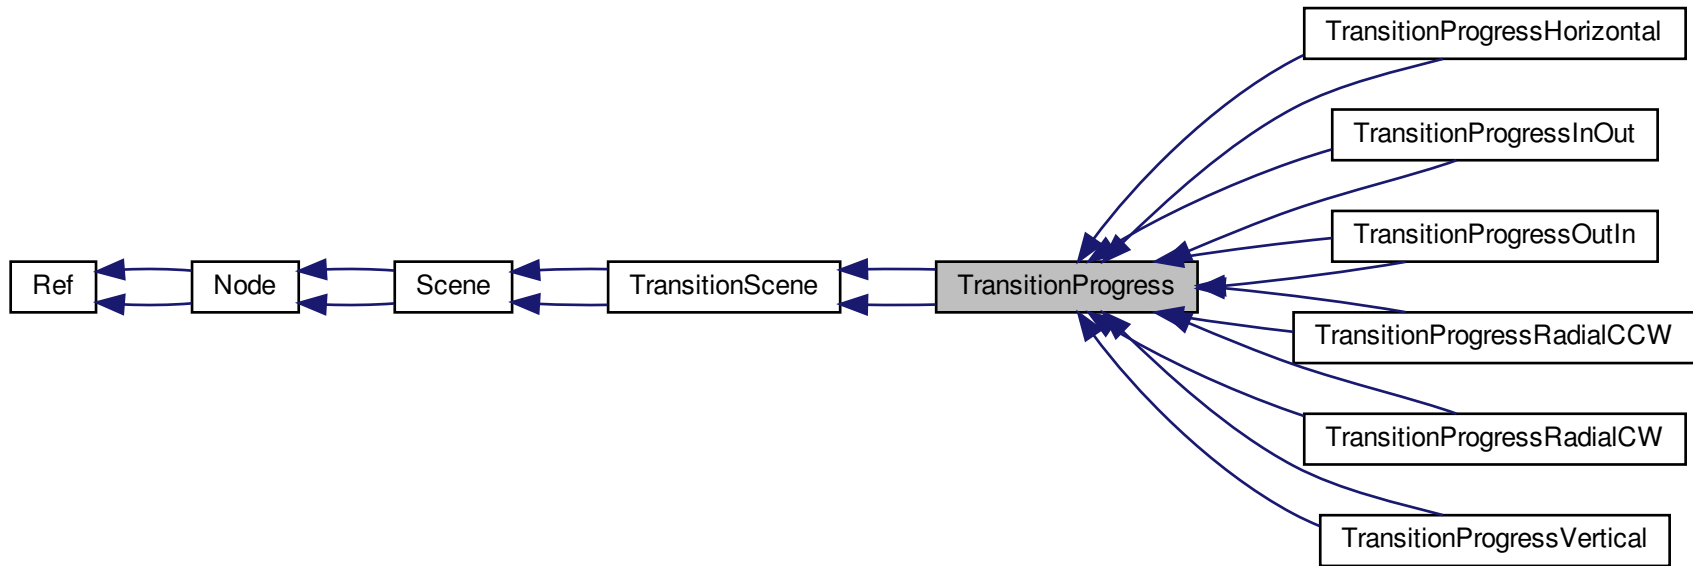 Ref
Node
Scene
TransitionScene
TransitionProgress
TransitionProgressHorizontal
TransitionProgressInOut
TransitionProgressOutIn
TransitionProgressRadialCCW
TransitionProgressRadialCW
TransitionProgressVertical